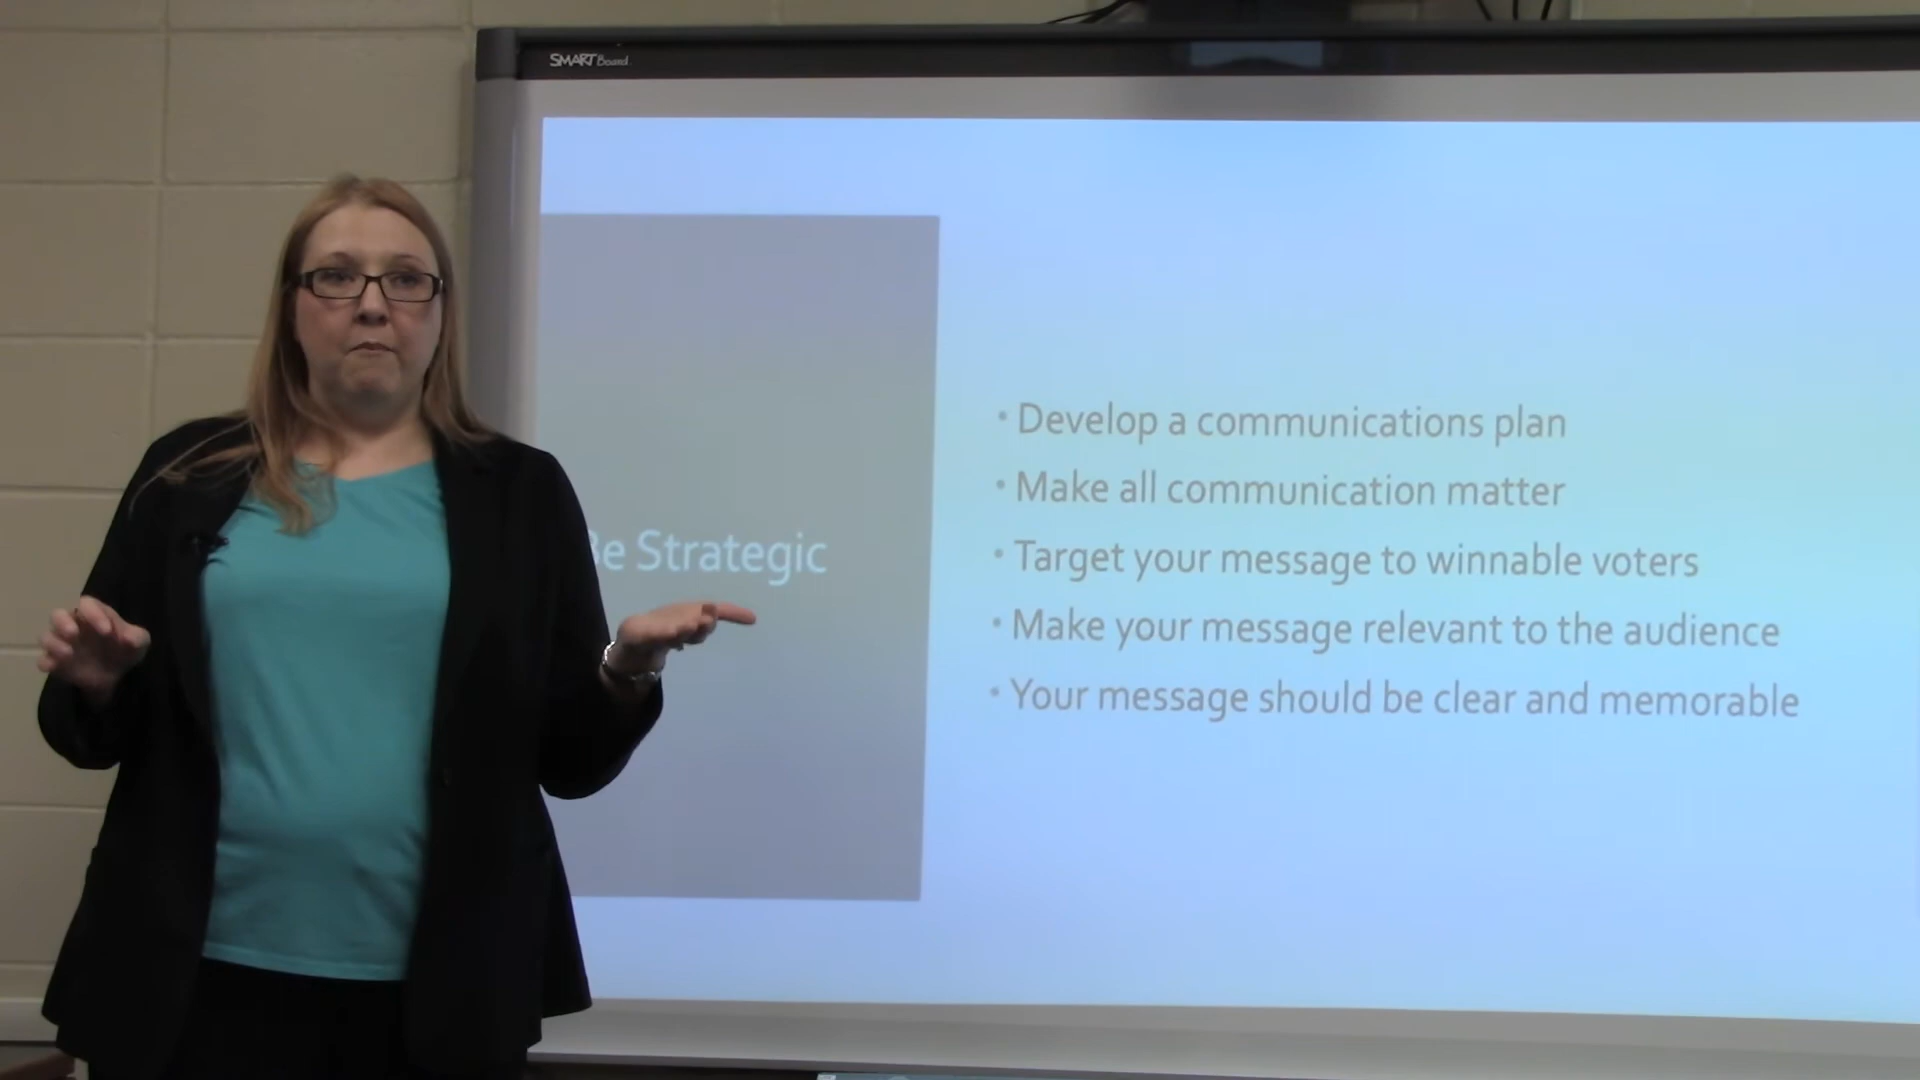 SMART Board
Be Strategic
• Develop a communications plan
• Make all communication matter
• Target your message to winnable voters
• Make your message relevant to the audience
• Your message should be clear and memorable